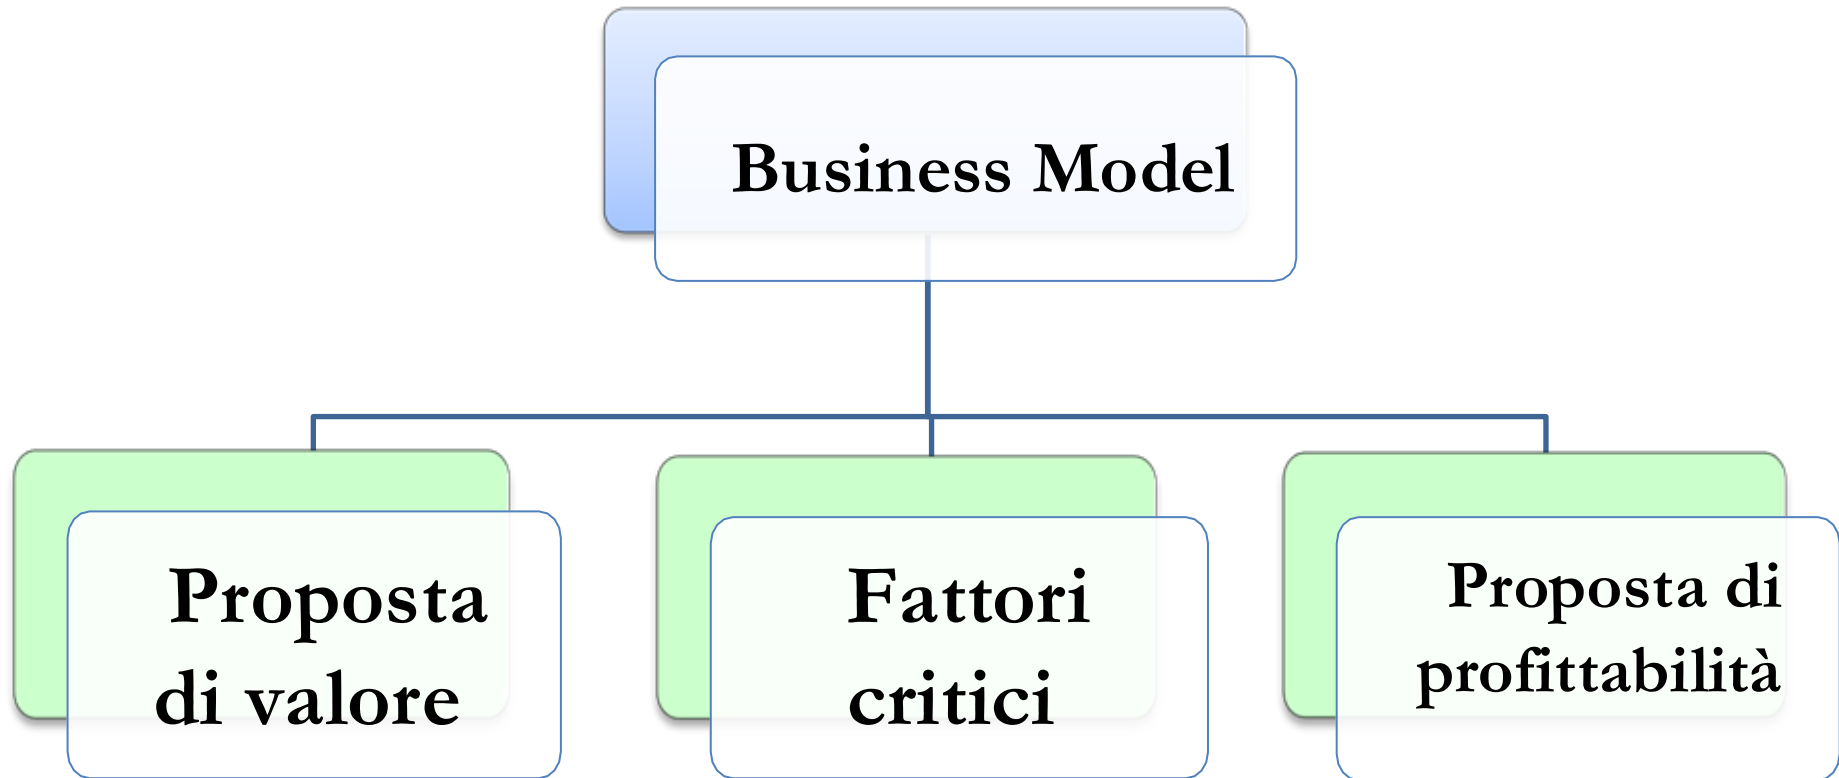 Business Model
Proposta
di valore
Fattori
critici
Proposta di
profittabilità